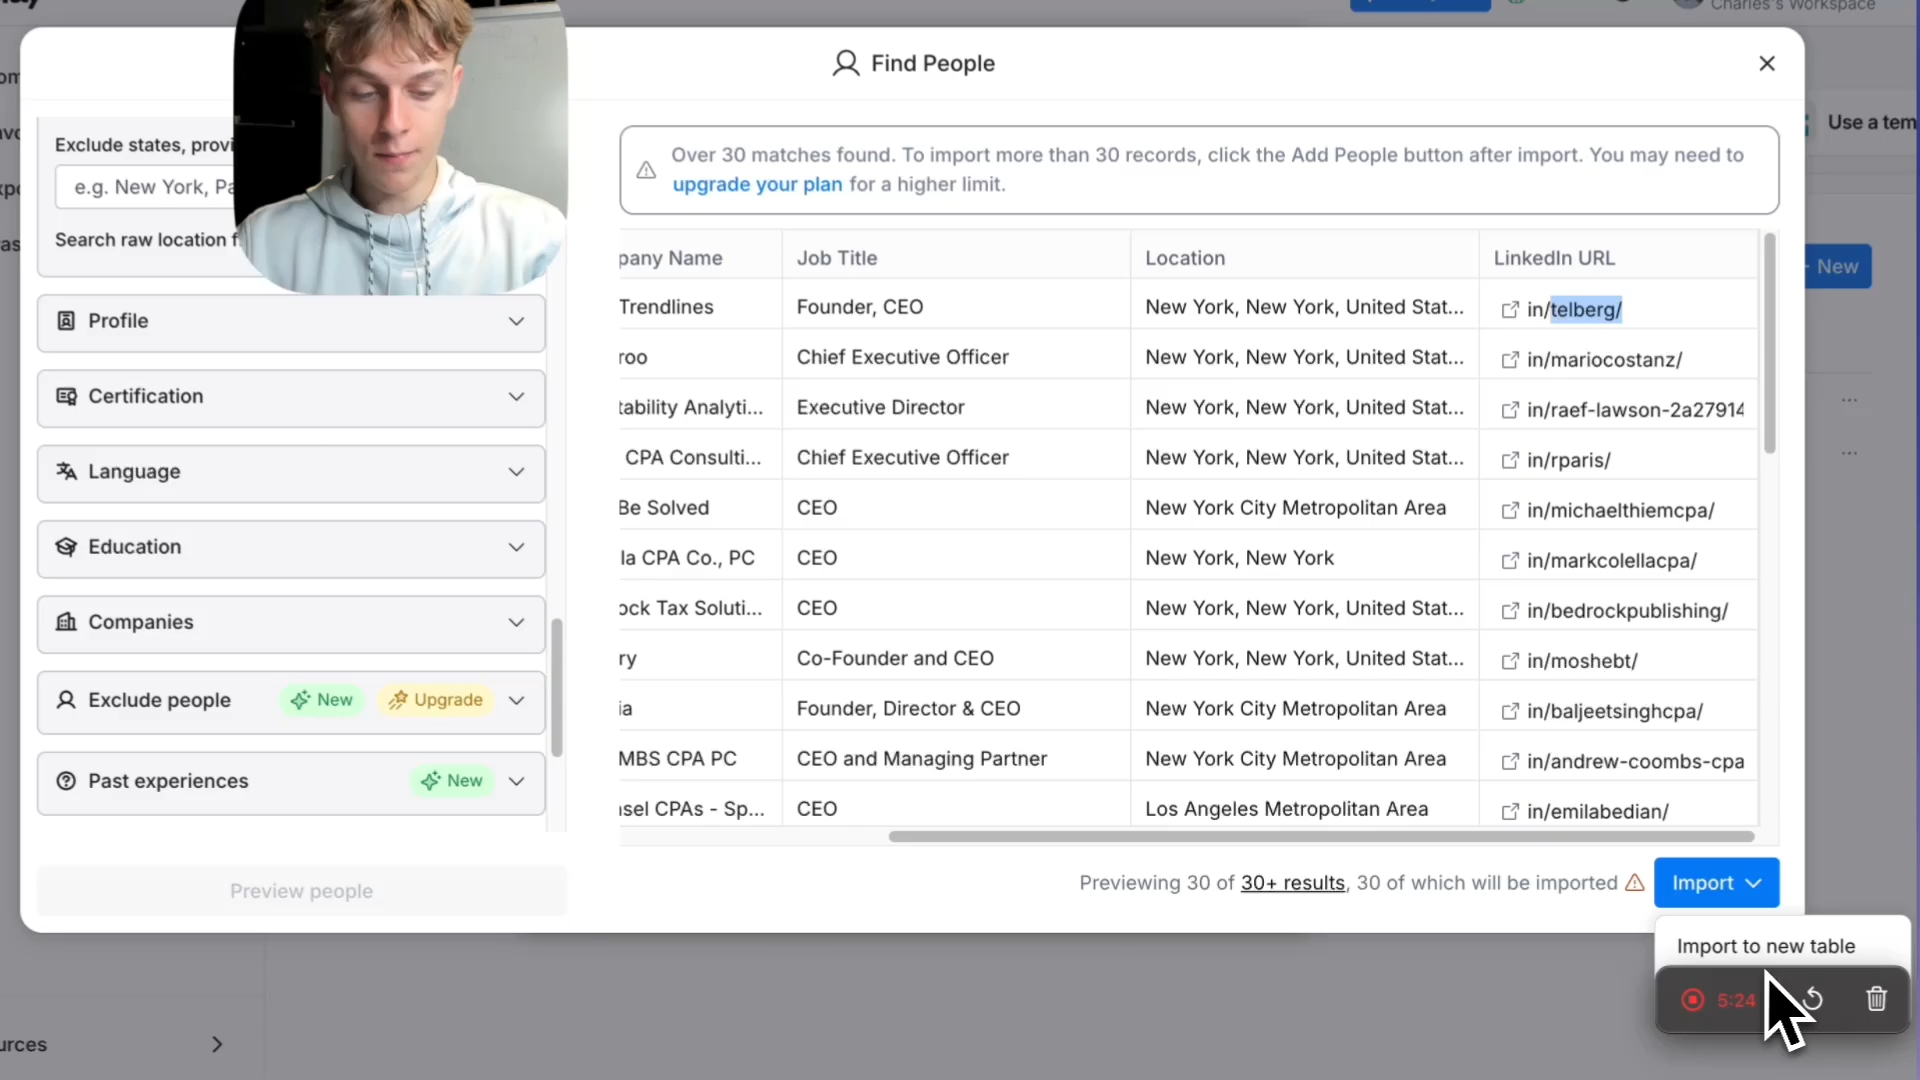 Charles's Workspace
Find People
Use a tem
New
Exclude states, provi
e.g. New York, Pa
Search raw location f
Profile
Certification
Language
Education
Companies
Exclude people New Upgrade
Past experiences New
Preview people
Over 30 matches found. To import more than 30 records, click the Add People button after import. You may need to
upgrade your plan for a higher limit.
pany Name Job Title Location LinkedIn URL
Trendlines Founder, CEO New York, New York, United Stat... in/telberg/
roo Chief Executive Officer New York, New York, United Stat... in/mariocostanz/
tability Analyti... Executive Director New York, New York, United Stat... in/raef-lawson-2a27914
CPA Consulti... Chief Executive Officer New York, New York, United Stat... in/rparis/
Be Solved CEO New York City Metropolitan Area in/michaelthiemcpa/
la CPA Co., PC CEO New York, New York in/markcolellacpa/
ock Tax Soluti... CEO New York, New York, United Stat... in/bedrockpublishing/
ry Co-Founder and CEO New York, New York, United Stat... in/moshebt/
ia Founder, Director & CEO New York City Metropolitan Area in/baljeetsinghcpa/
MBS CPA PC CEO and Managing Partner New York City Metropolitan Area in/andrew-coombs-cpa
sel CPAs - Sp... CEO Los Angeles Metropolitan Area in/emilabedian/
Previewing 30 of 30+ results, 30 of which will be imported
Import
Import to new table
5:24
urces